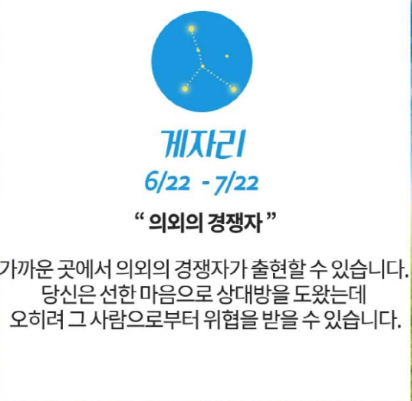 게자리
6/22 - 7/22
“ 의외의 경쟁자 ”
가까운 곳에서 의외의 경쟁자가 출현할 수 있습니다.
당신은 선한 마음으로 상대방을 도왔는데
오히려 그 사람으로부터 위협을 받을 수 있습니다.